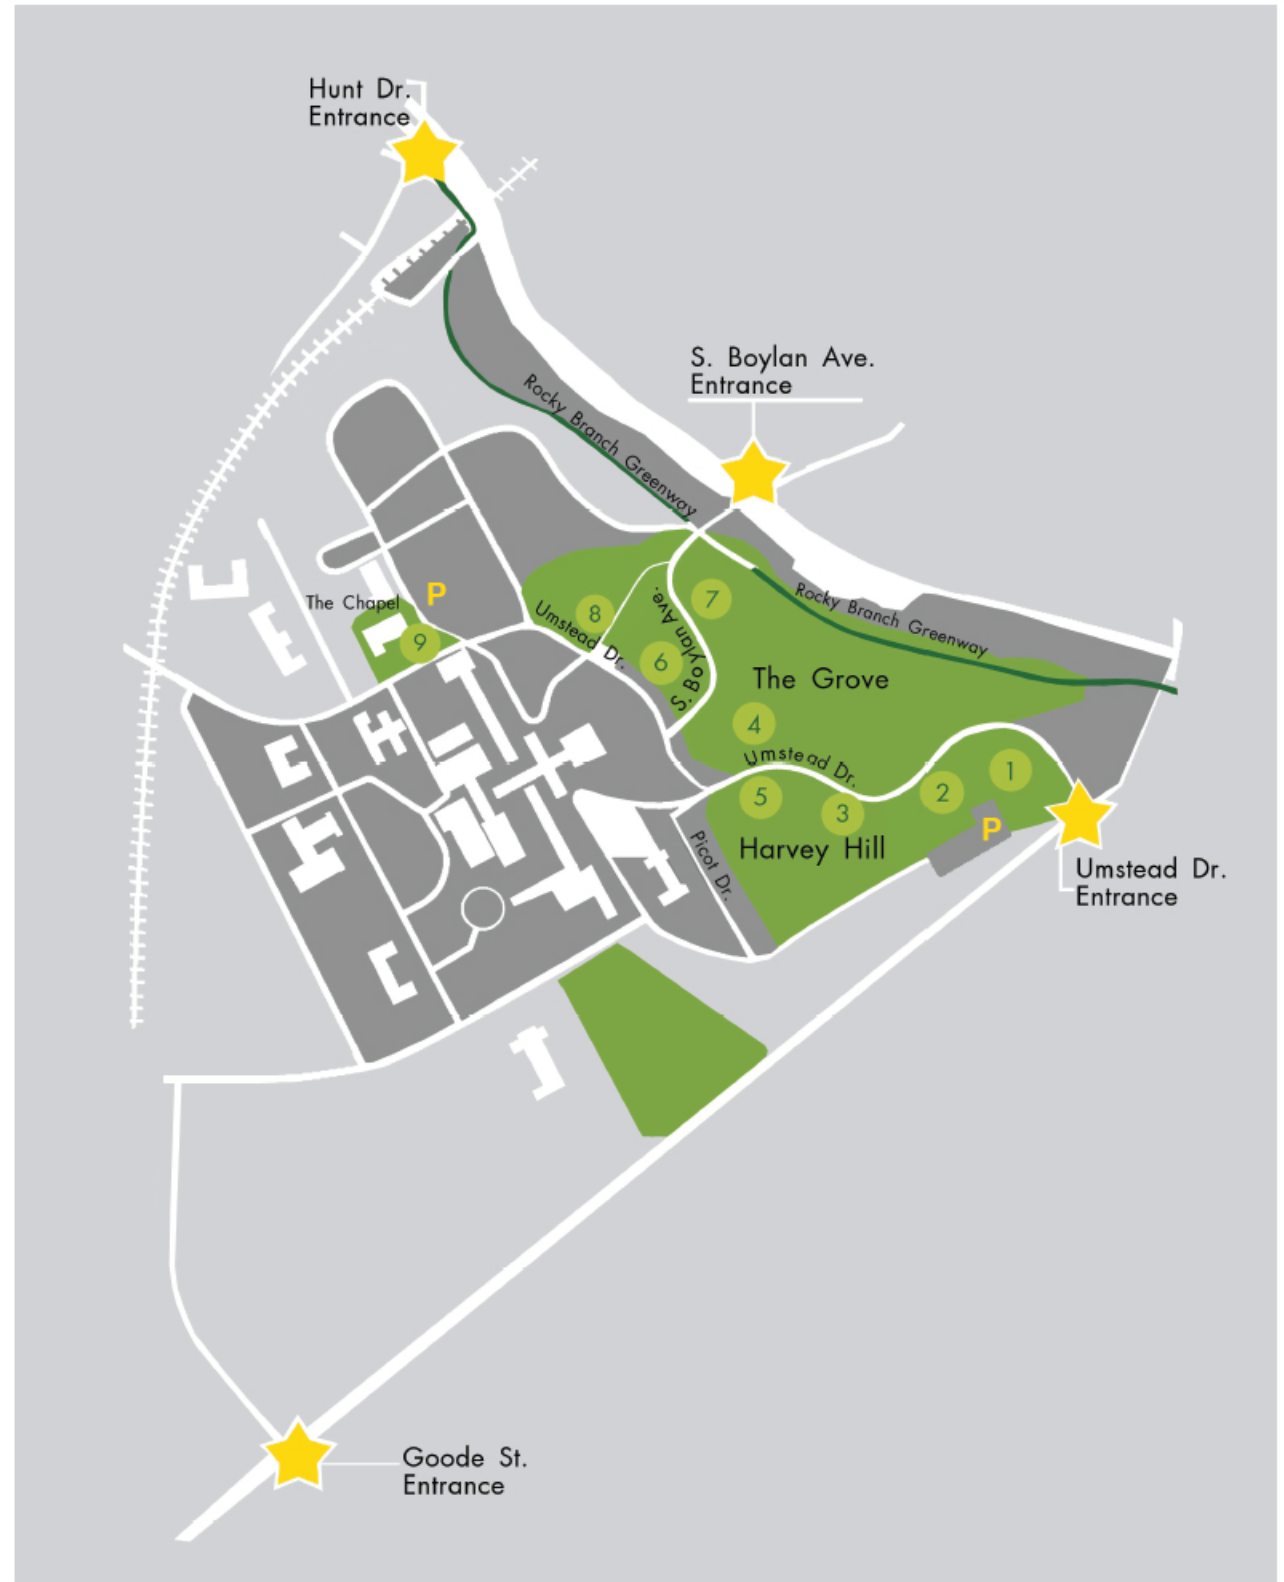 Hunt Dr.
Entrance
S. Boylan Ave.
Entrance
Rocky Branch Greenway
Rocky Branch Greenway
The Chapel
P
9
8
Umstead Dr.
6
S. Boylan Ave.
7
The Grove
4
Umstead Dr.
5
3
2
1
P
Harvey Hill
Picot Dr.
Umstead Dr.
Entrance
Goode St.
Entrance